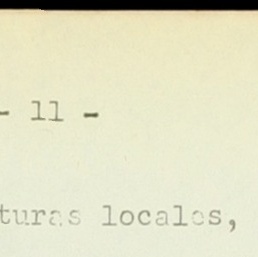 - 11 -
turas locales,